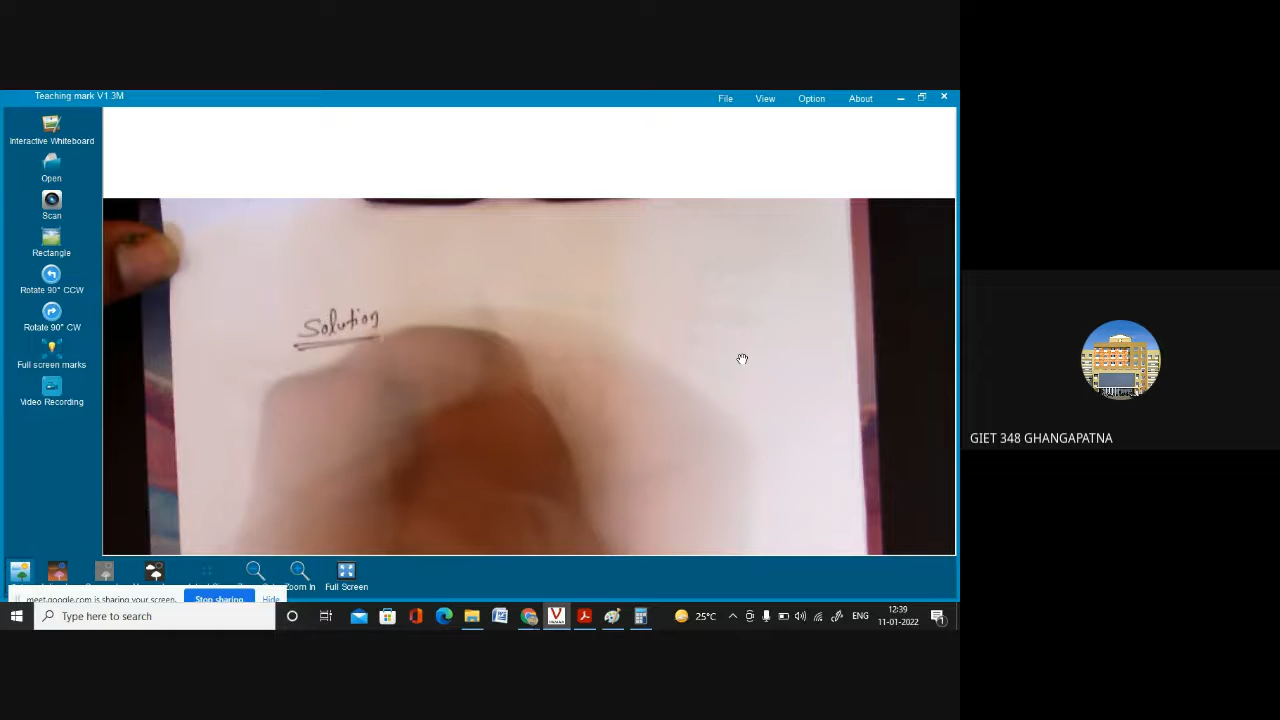 Teaching mark V1.3M
File View Option About
Interactive Whiteboard
Open
Scan
Rectangle
Rotate 90° CCW
Rotate 90° CW
Full screen marks
Video Recording
Solution
GIET 348 GHANGAPATNA
Zoom In
Full Screen
meet.google.com is sharing your screen.
Stop sharing
Hide
Type here to search
25°C
ENG
12:39
11-01-2022